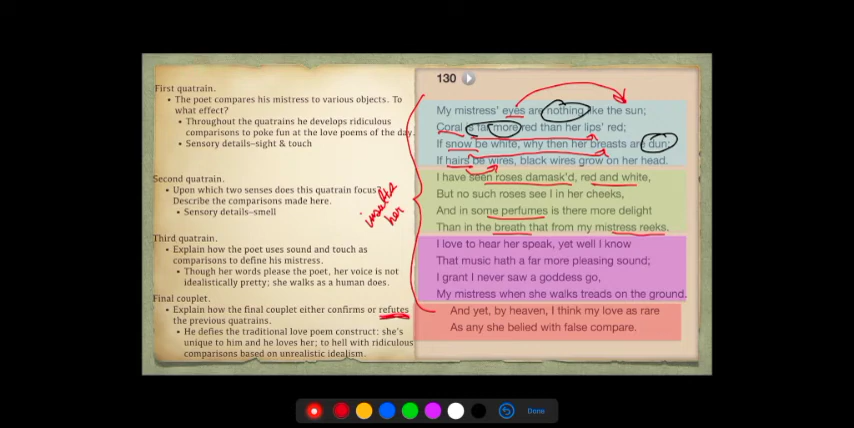 First quatrain.
• The poet compares his mistress to various objects. To
what effect?
• Throughout the quatrains he develops ridiculous
comparisons to poke fun at the love poems of the day.
• Sensory details–sight & touch
Second quatrain.
• Upon which two senses does this quatrain focus?
Describe the comparisons made here.
• Sensory details–smell
Third quatrain.
• Explain how the poet uses sound and touch as
comparisons to define his mistress.
• Though her words please the poet, her voice is not
idealistically pretty; she walks as a human does.
Final couplet.
• Explain how the final couplet either confirms or refutes
the previous quatrains.
• He defies the traditional love poem construct: she's
unique to him and he loves her; to hell with ridiculous
comparisons based on unrealistic idealism.
insults
her
130
My mistress' eyes are nothing like the sun;
Coral is far more red than her lips' red;
If snow be white, why then her breasts are dun;
If hairs be wires, black wires grow on her head.
I have seen roses damask'd, red and white,
But no such roses see I in her cheeks,
And in some perfumes is there more delight
Than in the breath that from my mistress reeks.
I love to hear her speak, yet well I know
That music hath a far more pleasing sound;
I grant I never saw a goddess go,
My mistress when she walks treads on the ground.
And yet, by heaven, I think my love as rare
As any she belied with false compare.
Done